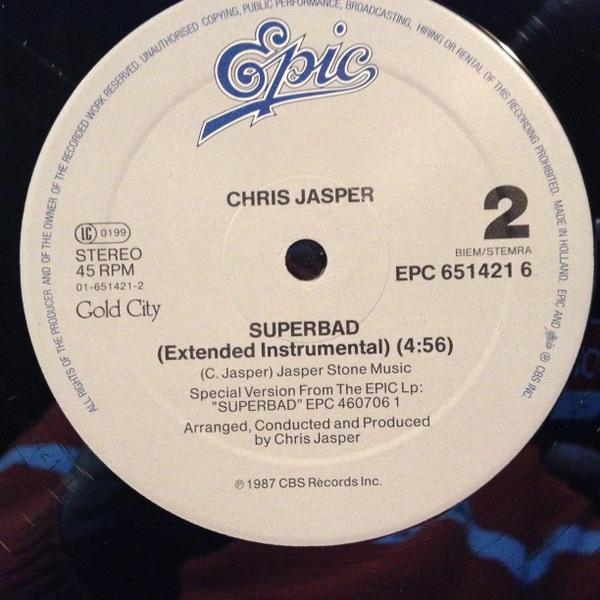 ALL RIGHTS OF THE PRODUCER AND OF THE OWNER OF THE RECORDED WORK RESERVED. UNAUTHORISED COPYING, PUBLIC PERFORMANCE, BROADCASTING, HIRING OR RENTAL OF THIS RECORDING PROHIBITED. MADE IN HOLLAND. EPIC AND Epic ℗ CBS INC.
Epic
CHRIS JASPER
2
LC 0199
STEREO
45 RPM
01-651421-2
Gold City
BIEM/STEMRA
EPC 651421 6
SUPERBAD
(Extended Instrumental) (4:56)
(C. Jasper) Jasper Stone Music
Special Version From The EPIC Lp:
"SUPERBAD" EPC 460706 1
Arranged, Conducted and Produced
by Chris Jasper
℗ 1987 CBS Records Inc.